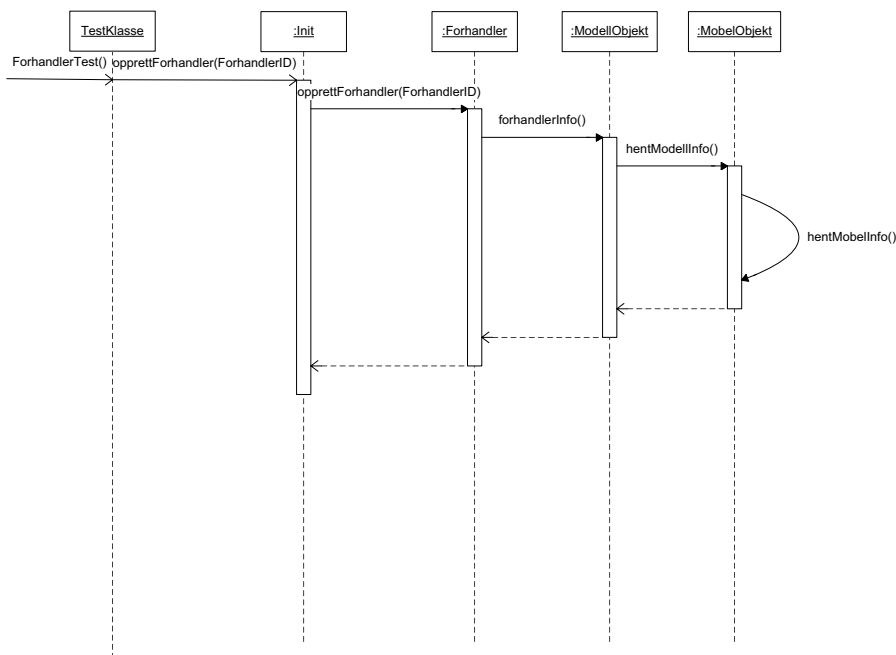 TestKlasse
:Init
:Forhandler
:ModellObjekt
:MobelObjekt
ForhandlerTest()
opprettForhandler(ForhandlerID)
opprettForhandler(ForhandlerID)
forhandlerInfo()
hentModellInfo()
hentMobelInfo()